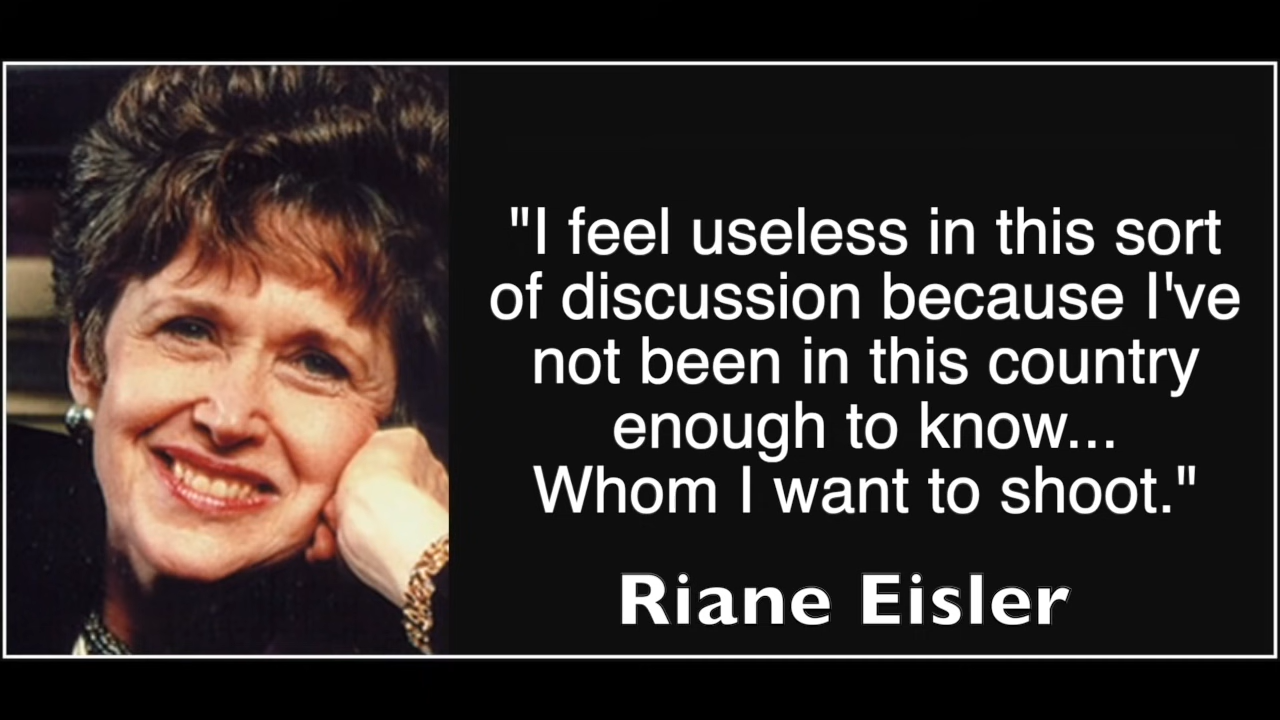 "I feel useless in this sort
of discussion because I've
not been in this country
enough to know...
Whom I want to shoot."
Riane Eisler